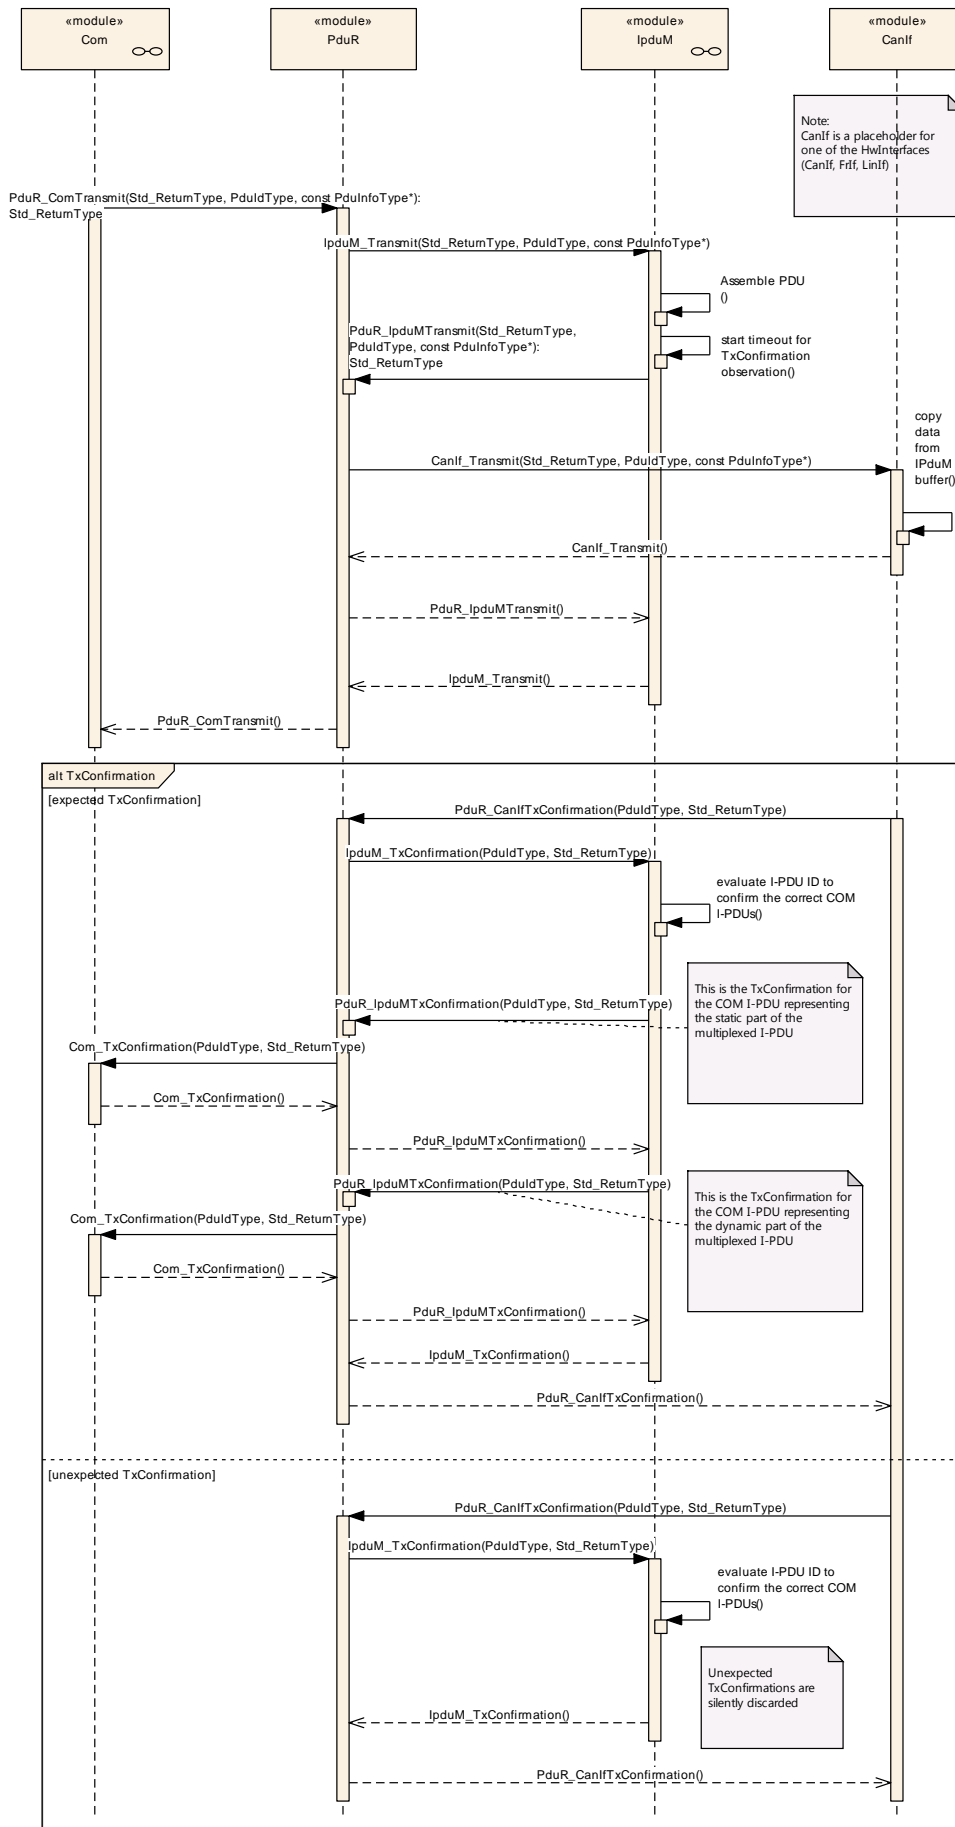 «module»
Com
«module»
PduR
«module»
IpduM
«module»
CanIf
Note:
CanIf is a placeholder for
one of the HwInterfaces
(CanIf, FrIf, LinIf)
PduR_ComTransmit(Std_ReturnType, PduIdType, const PduInfoType*):
Std_ReturnType
IpduM_Transmit(Std_ReturnType, PduIdType, const PduInfoType*)
Assemble PDU
()
PduR_IpduMTransmit(Std_ReturnType,
PduIdType, const PduInfoType*):
Std_ReturnType
start timeout for
TxConfirmation
observation()
copy
data
from
IPduM
buffer()
CanIf_Transmit(Std_ReturnType, PduIdType, const PduInfoType*)
CanIf_Transmit()
PduR_IpduMTransmit()
IpduM_Transmit()
PduR_ComTransmit()
alt TxConfirmation
[expected TxConfirmation]
PduR_CanIfTxConfirmation(PduIdType, Std_ReturnType)
IpduM_TxConfirmation(PduIdType, Std_ReturnType)
evaluate I-PDU ID to
confirm the correct COM
I-PDUs()
This is the TxConfirmation for
the COM I-PDU representing
the static part of the
multiplexed I-PDU
PduR_IpduMTxConfirmation(PduIdType, Std_ReturnType)
Com_TxConfirmation(PduIdType, Std_ReturnType)
Com_TxConfirmation()
PduR_IpduMTxConfirmation()
PduR_IpduMTxConfirmation(PduIdType, Std_ReturnType)
This is the TxConfirmation for
the COM I-PDU representing
the dynamic part of the
multiplexed I-PDU
Com_TxConfirmation(PduIdType, Std_ReturnType)
Com_TxConfirmation()
PduR_IpduMTxConfirmation()
IpduM_TxConfirmation()
PduR_CanIfTxConfirmation()
[unexpected TxConfirmation]
PduR_CanIfTxConfirmation(PduIdType, Std_ReturnType)
IpduM_TxConfirmation(PduIdType, Std_ReturnType)
evaluate I-PDU ID to
confirm the correct COM
I-PDUs()
Unexpected
TxConfirmations are
silently discarded
IpduM_TxConfirmation()
PduR_CanIfTxConfirmation()